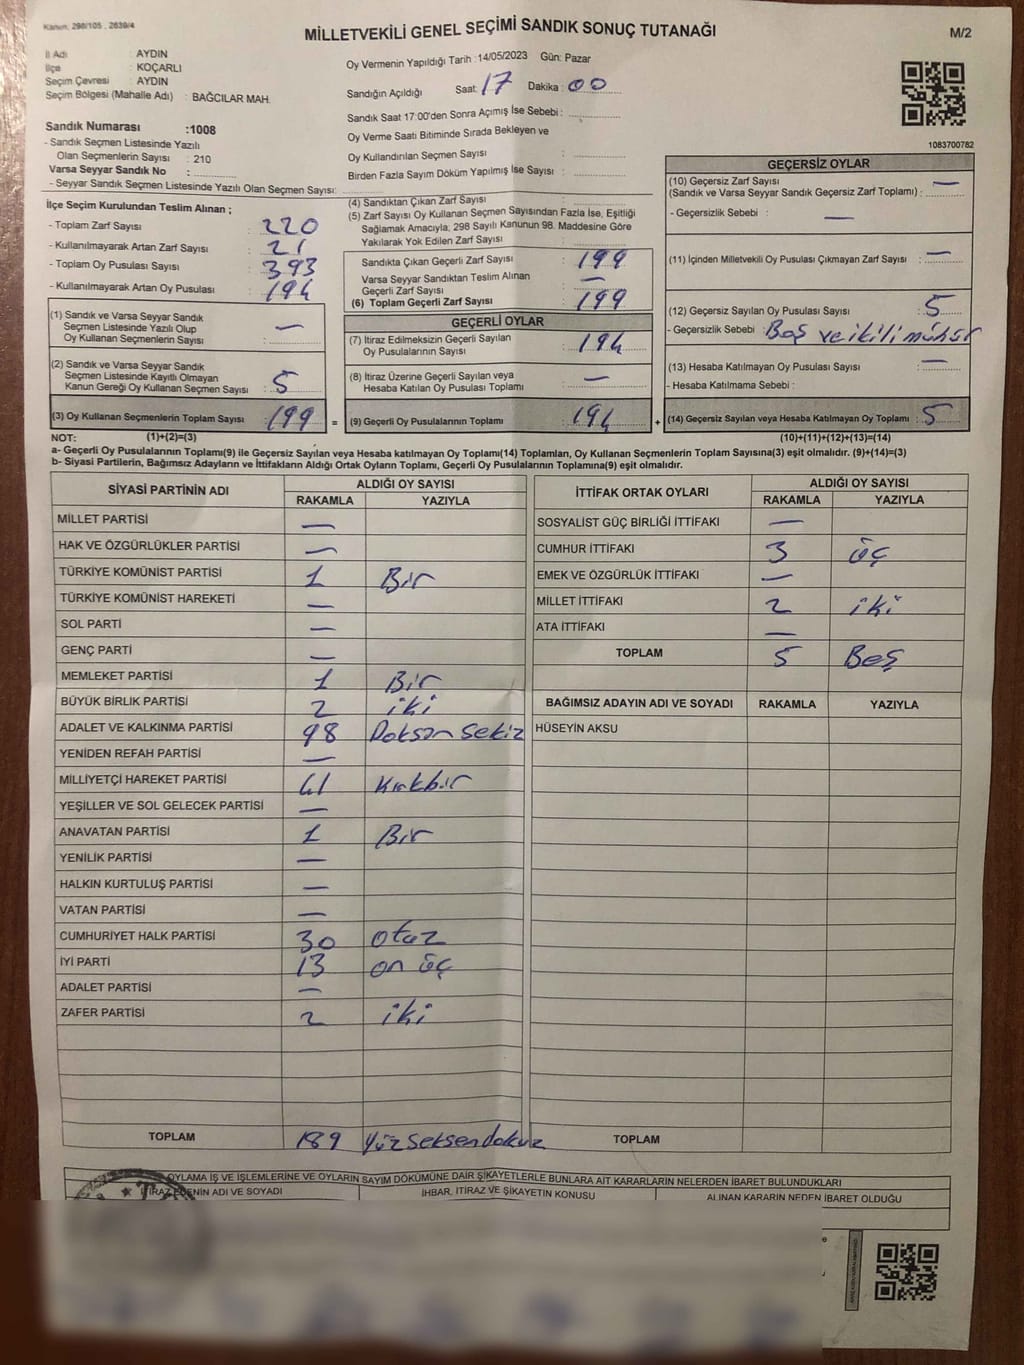 Kanun: 298/105 , 2839/4
MİLLETVEKİLİ GENEL SEÇİMİ SANDIK SONUÇ TUTANAĞI
M/2
İl Adı : AYDIN
İlçe : KOÇARLI
Seçim Çevresi : AYDIN
Seçim Bölgesi (Mahalle Adı) : BAĞCILAR MAH.
Sandık Numarası :1008
- Sandık Seçmen Listesinde Yazılı
Olan Seçmenlerin Sayısı : 210
Varsa Seyyar Sandık No :
- Seyyar Sandık Seçmen Listesinde Yazılı Olan Seçmen Sayısı:
Oy Vermenin Yapıldığı Tarih :14/05/2023 Gün: Pazar
Sandığın Açıldığı Saat: 17 Dakika : 00
Sandık Saat 17:00'den Sonra Açımış İse Sebebi :
Oy Verme Saati Bitiminde Sırada Bekleyen ve
Oy Kullandırılan Seçmen Sayısı :
Birden Fazla Sayım Döküm Yapılmış İse Sayısı :
1083700782
İlçe Seçim Kurulundan Teslim Alınan ;
- Toplam Zarf Sayısı : 220
- Kullanılmayarak Artan Zarf Sayısı : 21
- Toplam Oy Pusulası Sayısı : 393
- Kullanılmayarak Artan Oy Pusulası : 194
(1) Sandık ve Varsa Seyyar Sandık
Seçmen Listesinde Yazılı Olup
Oy Kullanan Seçmenlerin Sayısı : —
(2) Sandık ve Varsa Seyyar Sandık
Seçmen Listesinde Kayıtlı Olmayan
Kanun Gereği Oy Kullanan Seçmen Sayısı : 5
(3) Oy Kullanan Seçmenlerin Toplam Sayısı : 199
(4) Sandıktan Çıkan Zarf Sayısı :
(5) Zarf Sayısı Oy Kullanan Seçmen Sayısından Fazla İse, Eşitliği
Sağlamak Amacıyla, 298 Sayılı Kanunun 98. Maddesine Göre
Yakılarak Yok Edilen Zarf Sayısı :
Sandıkta Çıkan Geçerli Zarf Sayısı : 199
Varsa Seyyar Sandıktan Teslim Alınan
Geçerli Zarf Sayısı : —
(6) Toplam Geçerli Zarf Sayısı : 199
GEÇERLİ OYLAR
(7) İtiraz Edilmeksizin Geçerli Sayılan
Oy Pusulalarının Sayısı : 194
(8) İtiraz Üzerine Geçerli Sayılan veya
Hesaba Katılan Oy Pusulası Toplamı : —
= (9) Geçerli Oy Pusulalarının Toplamı : 194
GEÇERSİZ OYLAR
(10) Geçersiz Zarf Sayısı
(Sandık ve Varsa Seyyar Sandık Geçersiz Zarf Toplamı) : —
- Geçersizlik Sebebi : —
(11) İçinden Milletvekili Oy Pusulası Çıkmayan Zarf Sayısı : —
(12) Geçersiz Sayılan Oy Pusulası Sayısı : 5
- Geçersizlik Sebebi : Boş ve ikili mühür
(13) Hesaba Katılmayan Oy Pusulası Sayısı : —
- Hesaba Katılmama Sebebi :
+ (14) Geçersiz Sayılan veya Hesaba Katılmayan Oy Toplamı : 5
NOT: (1)+(2)=(3) (10)+(11)+(12)+(13)=(14)
a- Geçerli Oy Pusulalarının Toplamı(9) ile Geçersiz Sayılan veya Hesaba katılmayan Oy Toplamı(14) Toplamları, Oy Kullanan Seçmenlerin Toplam Sayısına(3) eşit olmalıdır. (9)+(14)=(3)
b- Siyasi Partilerin, Bağımsız Adayların ve İttifakların Aldığı Ortak Oyların Toplamı, Geçerli Oy Pusulalarının Toplamına(9) eşit olmalıdır.
SİYASİ PARTİNİN ADI ALDIĞI OY SAYISI
RAKAMLA YAZIYLA
MİLLET PARTİSİ —
HAK VE ÖZGÜRLÜKLER PARTİSİ —
TÜRKİYE KOMÜNİST PARTİSİ 1 Bir
TÜRKİYE KOMÜNİST HAREKETİ —
SOL PARTİ —
GENÇ PARTİ —
MEMLEKET PARTİSİ 1 Bir
BÜYÜK BİRLİK PARTİSİ 2 iki
ADALET VE KALKINMA PARTİSİ 98 Doksan sekiz
YENİDEN REFAH PARTİSİ —
MİLLİYETÇİ HAREKET PARTİSİ 41 Kırkbir
YEŞİLLER VE SOL GELECEK PARTİSİ —
ANAVATAN PARTİSİ 1 Bir
YENİLİK PARTİSİ —
HALKIN KURTULUŞ PARTİSİ —
VATAN PARTİSİ —
CUMHURİYET HALK PARTİSİ 30 otuz
İYİ PARTİ 13 on üç
ADALET PARTİSİ —
ZAFER PARTİSİ 2 iki
TOPLAM 189 yüz seksen dokuz
İTTİFAK ORTAK OYLARI ALDIĞI OY SAYISI
RAKAMLA YAZIYLA
SOSYALİST GÜÇ BİRLİĞİ İTTİFAKI —
CUMHUR İTTİFAKI 3 üç
EMEK VE ÖZGÜRLÜK İTTİFAKI —
MİLLET İTTİFAKI 2 iki
ATA İTTİFAKI —
TOPLAM 5 Beş
BAĞIMSIZ ADAYIN ADI VE SOYADI RAKAMLA YAZIYLA
HÜSEYİN AKSU
TOPLAM
OYLAMA İŞ VE İŞLEMLERİNE VE OYLARIN SAYIM DÖKÜMÜNE DAİR ŞİKAYETLERLE BUNLARA AİT KARARLARIN NELERDEN İBARET BULUNDUKLARI
İTİRAZ EDENİN ADI VE SOYADI İHBAR, İTİRAZ VE ŞİKAYETİN KONUSU ALINAN KARARIN NEDEN İBARET OLDUĞU